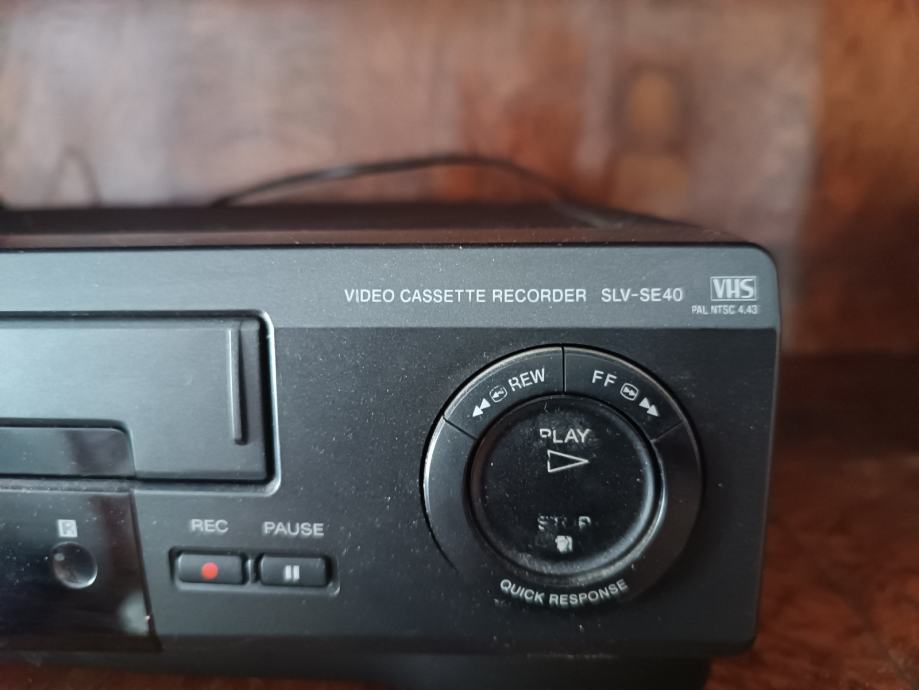 VIDEO CASSETTE RECORDER SLV-SE40 VHS
PAL NTSC 4.43
REW FF
PLAY
STOP
REC PAUSE
R
QUICK RESPONSE